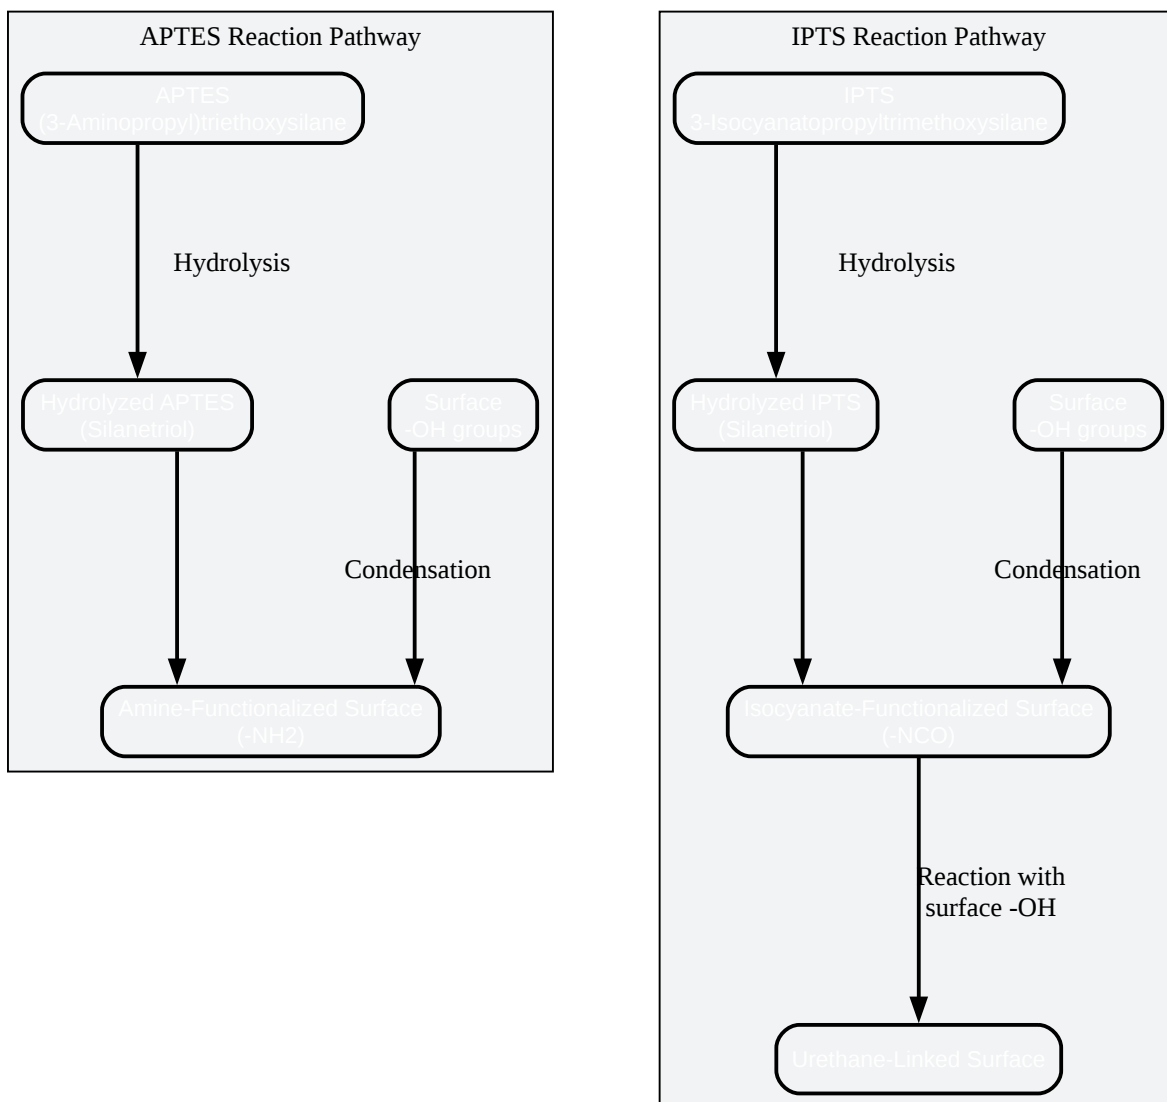 APTES Reaction Pathway
APTES
(3-Aminopropyl)triethoxysilane
Hydrolysis
Hydrolyzed APTES
(Silanetriol)
Surface
-OH groups
Condensation
Amine-Functionalized Surface
(-NH2)
IPTS Reaction Pathway
IPTS
3-Isocyanatopropyltrimethoxysilane
Hydrolysis
Hydrolyzed IPTS
(Silanetriol)
Surface
-OH groups
Condensation
Isocyanate-Functionalized Surface
(-NCO)
Reaction with
surface -OH
Urethane-Linked Surface